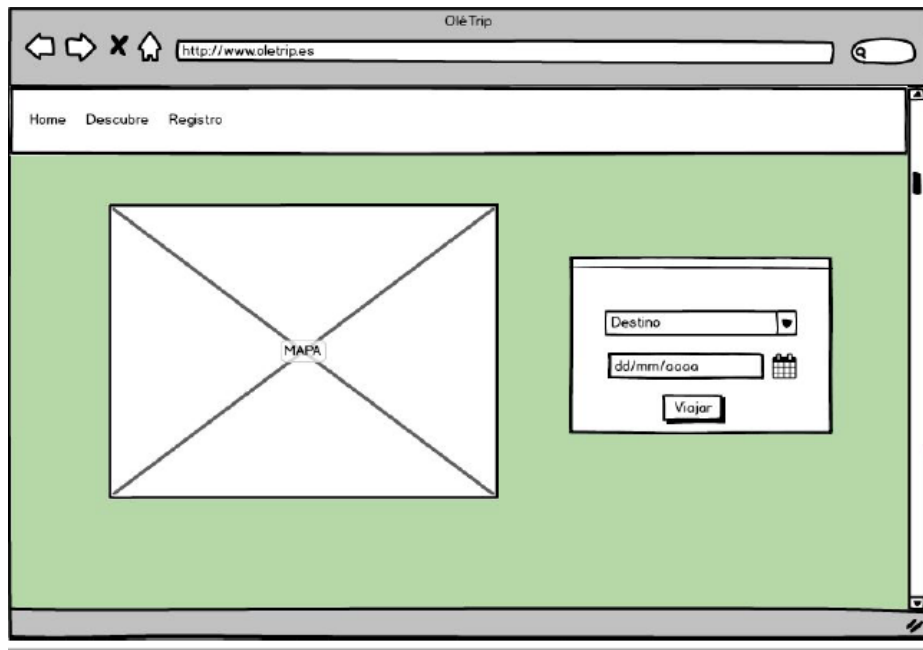 Olé Trip
http://www.oletrip.es
Home Descubre Registro
MAPA
Destino
dd/mm/aaaa
Viajar